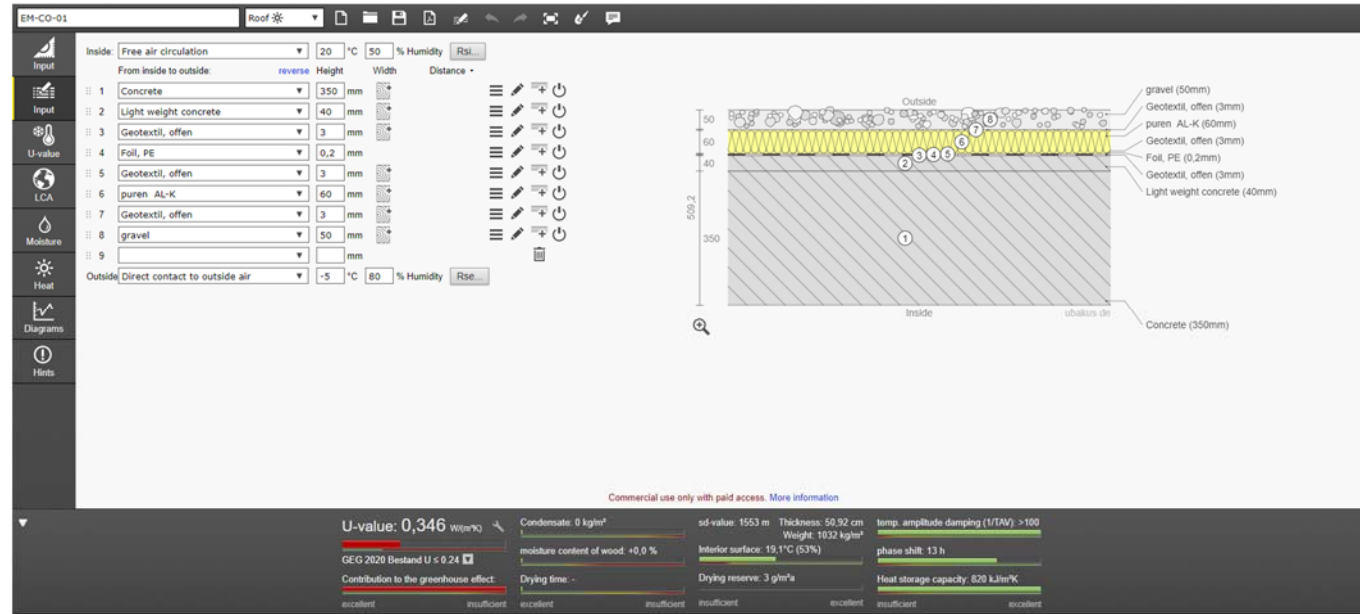 EM-CO-01 Roof
Input
Input
U-value
LCA
Moisture
Heat
Diagrams
Hints
Inside: Free air circulation 20 °C 50 % Humidity Rsi...
From inside to outside: reverse Height Width Distance
1 Concrete 350 mm
2 Light weight concrete 40 mm
3 Geotextil, offen 3 mm
4 Foil, PE 0,2 mm
5 Geotextil, offen 3 mm
6 puren AL-K 60 mm
7 Geotextil, offen 3 mm
8 gravel 50 mm
9 mm
Outside Direct contact to outside air -5 °C 80 % Humidity Rse...
Outside
50
60
40
350
509,2
8
7
6
3 4 5
2
1
Inside
ubakus.de
gravel (50mm)
Geotextil, offen (3mm)
puren AL-K (60mm)
Geotextil, offen (3mm)
Foil, PE (0,2mm)
Geotextil, offen (3mm)
Light weight concrete (40mm)
Concrete (350mm)
Commercial use only with paid access. More information
U-value: 0,346 W/(m²K)
GEG 2020 Bestand U ≤ 0.24
Contribution to the greenhouse effect:
excellent insufficient
Condensate: 0 kg/m²
moisture content of wood: +0,0 %
Drying time: -
excellent insufficient
sd-value: 1553 m Thickness: 50,92 cm
Weight: 1032 kg/m²
Interior surface: 19,1°C (53%)
Drying reserve: 3 g/m²a
insufficient excellent
temp. amplitude damping (1/TAV): >100
phase shift: 13 h
Heat storage capacity: 820 kJ/m²K
insufficient excellent